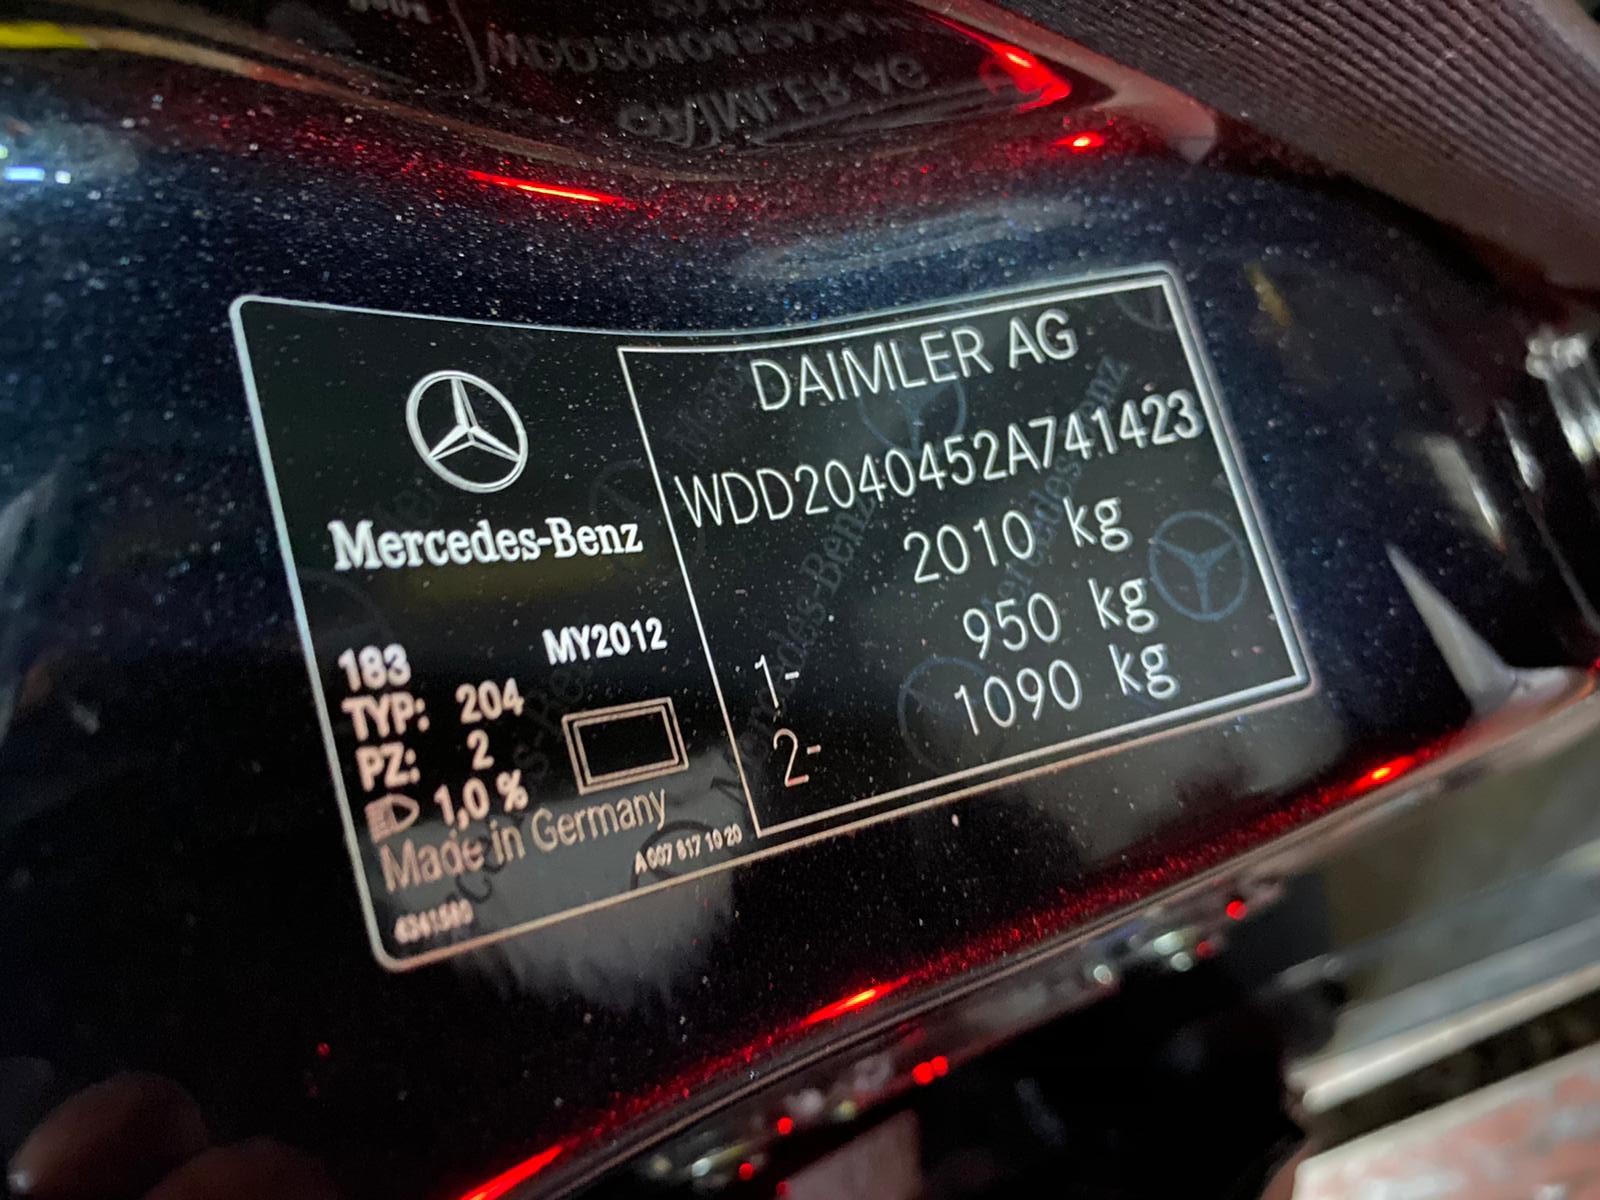 DAIMLER AG
WDD2040452A741423
2010 kg
1- 950 kg
2- 1090 kg
Mercedes-Benz
183 MY2012
TYP: 204
PZ: 2
1,0 %
Made in Germany
A 007 817 10 20